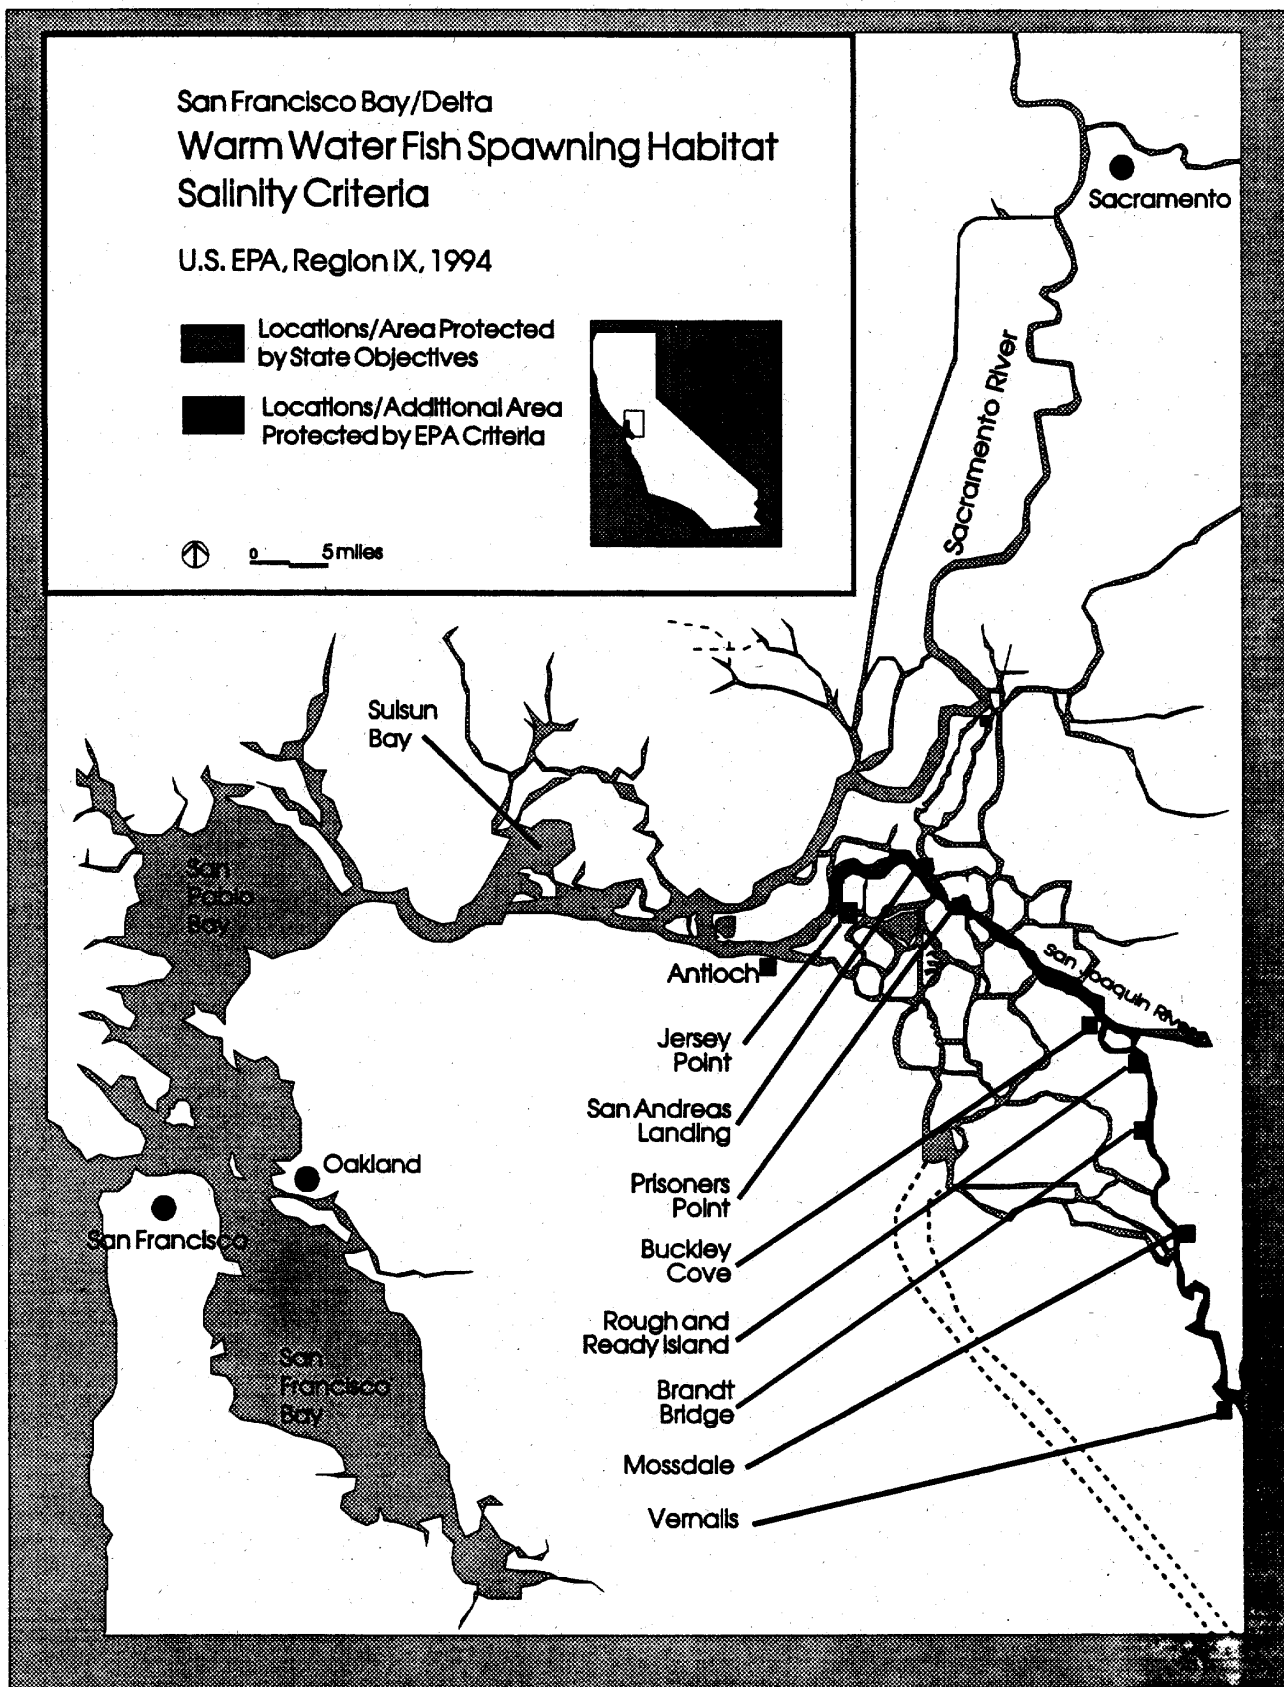 San Francisco Bay/Delta
Warm Water Fish Spawning Habitat
Salinity Criteria
U.S. EPA, Region IX, 1994
Locations/Area Protected
by State Objectives
Locations/Additional Area
Protected by EPA Criteria
0 5 miles
Sacramento
Sacramento River
Suisun
Bay
San
Pablo
Bay
Antioch
San Joaquin River
Jersey
Point
San Andreas
Landing
Prisoners
Point
Oakland
San Francisco
Buckley
Cove
Rough and
Ready Island
San
Francisco
Bay
Brandt
Bridge
Mossdale
Vernalis